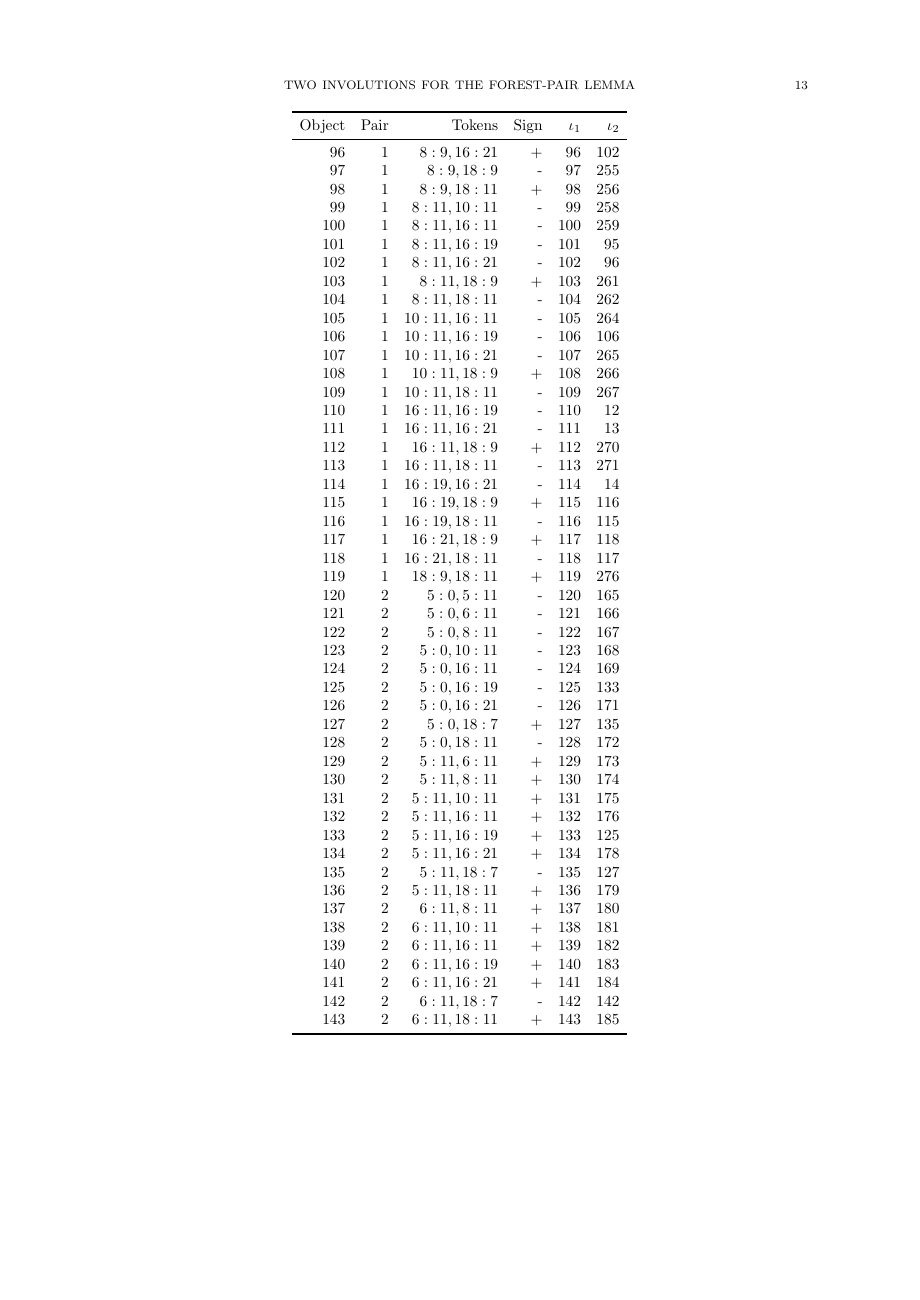 TWO INVOLUTIONS FOR THE FOREST-PAIR LEMMA 13
Object Pair Tokens Sign ι1 ι2
96 1 8 : 9, 16 : 21 + 96 102
97 1 8 : 9, 18 : 9 - 97 255
98 1 8 : 9, 18 : 11 + 98 256
99 1 8 : 11, 10 : 11 - 99 258
100 1 8 : 11, 16 : 11 - 100 259
101 1 8 : 11, 16 : 19 - 101 95
102 1 8 : 11, 16 : 21 - 102 96
103 1 8 : 11, 18 : 9 + 103 261
104 1 8 : 11, 18 : 11 - 104 262
105 1 10 : 11, 16 : 11 - 105 264
106 1 10 : 11, 16 : 19 - 106 106
107 1 10 : 11, 16 : 21 - 107 265
108 1 10 : 11, 18 : 9 + 108 266
109 1 10 : 11, 18 : 11 - 109 267
110 1 16 : 11, 16 : 19 - 110 12
111 1 16 : 11, 16 : 21 - 111 13
112 1 16 : 11, 18 : 9 + 112 270
113 1 16 : 11, 18 : 11 - 113 271
114 1 16 : 19, 16 : 21 - 114 14
115 1 16 : 19, 18 : 9 + 115 116
116 1 16 : 19, 18 : 11 - 116 115
117 1 16 : 21, 18 : 9 + 117 118
118 1 16 : 21, 18 : 11 - 118 117
119 1 18 : 9, 18 : 11 + 119 276
120 2 5 : 0, 5 : 11 - 120 165
121 2 5 : 0, 6 : 11 - 121 166
122 2 5 : 0, 8 : 11 - 122 167
123 2 5 : 0, 10 : 11 - 123 168
124 2 5 : 0, 16 : 11 - 124 169
125 2 5 : 0, 16 : 19 - 125 133
126 2 5 : 0, 16 : 21 - 126 171
127 2 5 : 0, 18 : 7 + 127 135
128 2 5 : 0, 18 : 11 - 128 172
129 2 5 : 11, 6 : 11 + 129 173
130 2 5 : 11, 8 : 11 + 130 174
131 2 5 : 11, 10 : 11 + 131 175
132 2 5 : 11, 16 : 11 + 132 176
133 2 5 : 11, 16 : 19 + 133 125
134 2 5 : 11, 16 : 21 + 134 178
135 2 5 : 11, 18 : 7 - 135 127
136 2 5 : 11, 18 : 11 + 136 179
137 2 6 : 11, 8 : 11 + 137 180
138 2 6 : 11, 10 : 11 + 138 181
139 2 6 : 11, 16 : 11 + 139 182
140 2 6 : 11, 16 : 19 + 140 183
141 2 6 : 11, 16 : 21 + 141 184
142 2 6 : 11, 18 : 7 - 142 142
143 2 6 : 11, 18 : 11 + 143 185